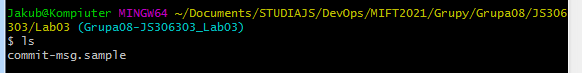 Jakub@Kompiuter MINGW64 ~/Documents/STUDIAJS/DevOps/MIFT2021/Grupy/Grupa08/JS306
303/Lab03 (Grupa08-JS306303_Lab03)
$ ls
commit-msg.sample